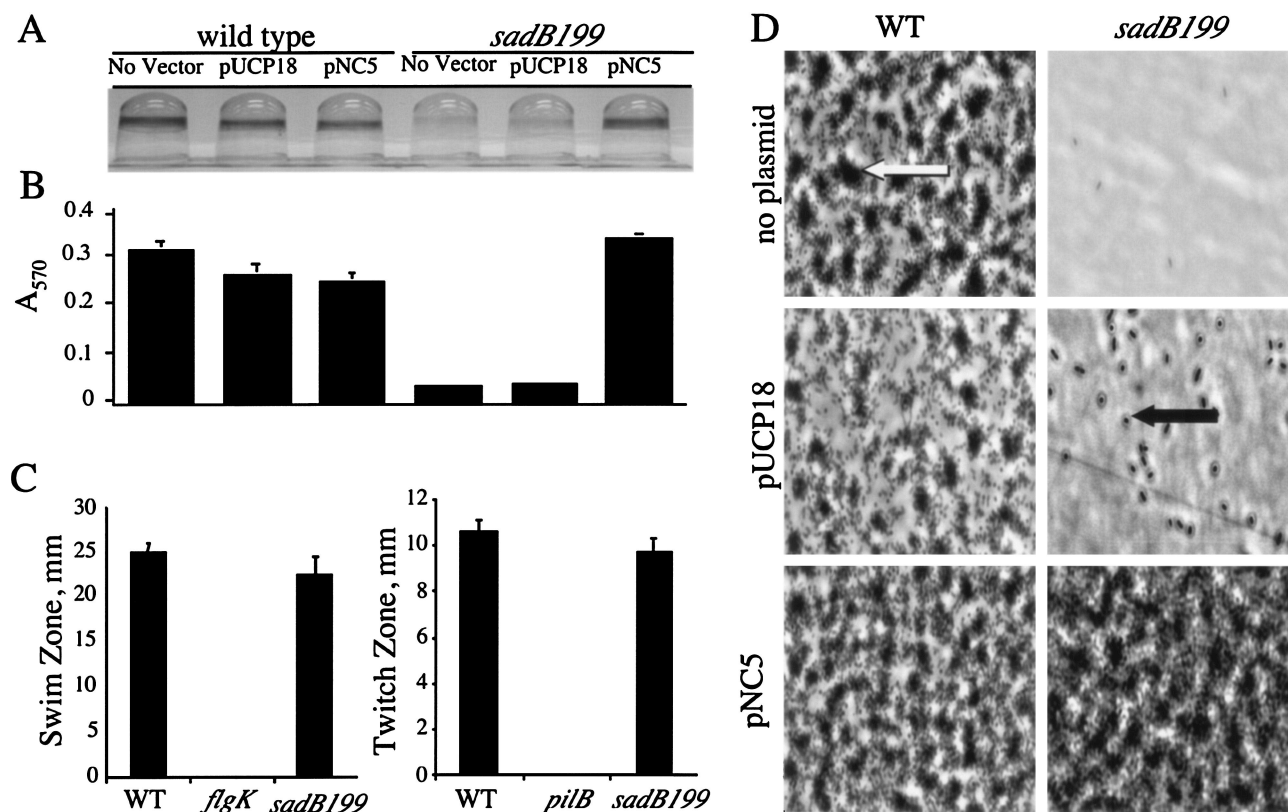 A
wild type
sadB199
No Vector
pUCP18
pNC5
No Vector
pUCP18
pNC5
B
A570
0.4
0.3
0.2
0.1
0
C
Swim Zone, mm
30
25
20
15
10
5
0
WT
flgK
sadB199
Twitch Zone, mm
12
10
8
6
4
2
0
WT
pilB
sadB199
D
WT
sadB199
no plasmid
pUCP18
pNC5